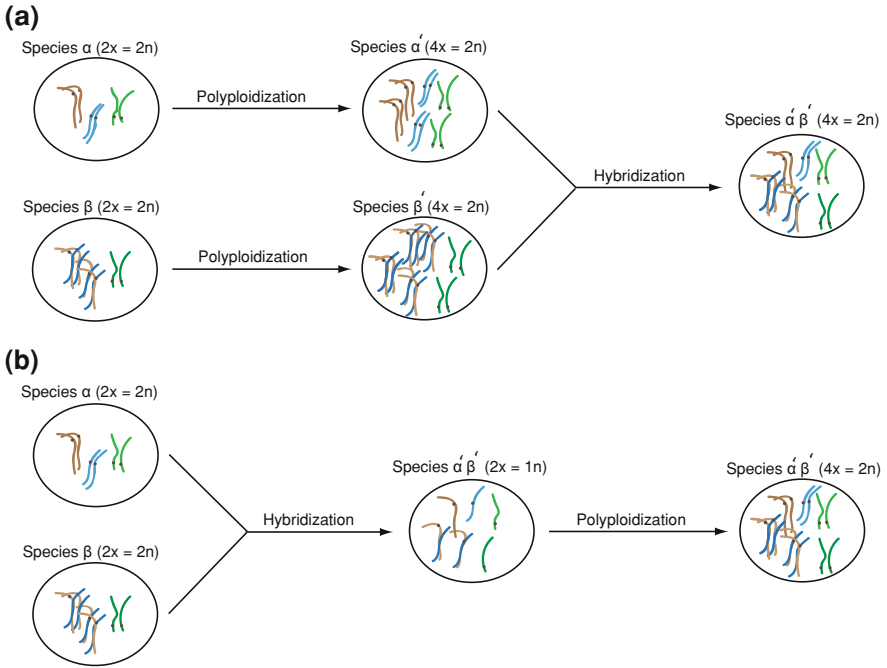 (a)
Species α (2x = 2n)
Species α′ (4x = 2n)
Polyploidization
Species α′ β′ (4x = 2n)
Hybridization
Species β (2x = 2n)
Species β′ (4x = 2n)
Polyploidization
(b)
Species α (2x = 2n)
Species α′ β′ (2x = 1n)
Species α′ β′ (4x = 2n)
Hybridization
Polyploidization
Species β (2x = 2n)